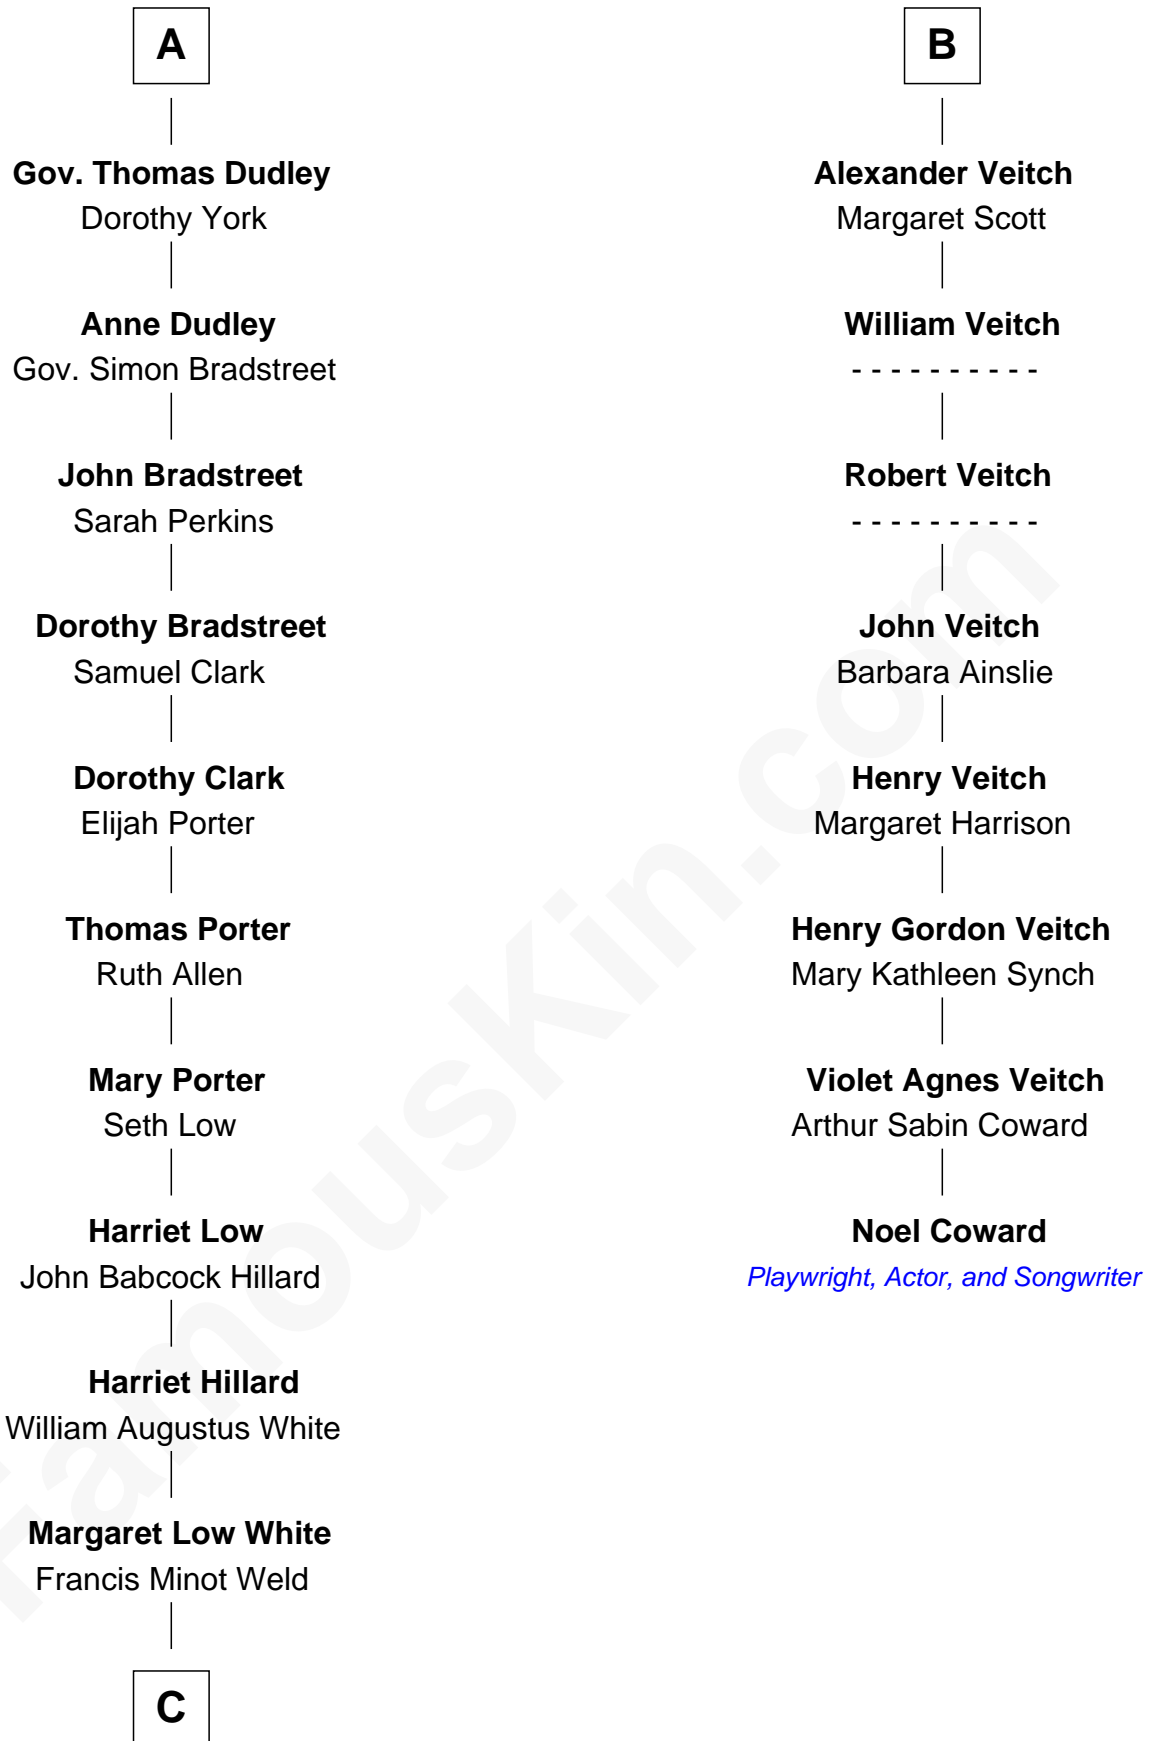 A
Gov. Thomas Dudley
Dorothy York
Anne Dudley
Gov. Simon Bradstreet
John Bradstreet
Sarah Perkins
Dorothy Bradstreet
Samuel Clark
Dorothy Clark
Elijah Porter
Thomas Porter
Ruth Allen
Mary Porter
Seth Low
Harriet Low
John Babcock Hillard
Harriet Hillard
William Augustus White
Margaret Low White
Francis Minot Weld
C
B
Alexander Veitch
Margaret Scott
William Veitch
- - - - - - - - - -
Robert Veitch
- - - - - - - - - -
John Veitch
Barbara Ainslie
Henry Veitch
Margaret Harrison
Henry Gordon Veitch
Mary Kathleen Synch
Violet Agnes Veitch
Arthur Sabin Coward
Noel Coward
Playwright, Actor, and Songwriter
FamousKin.com